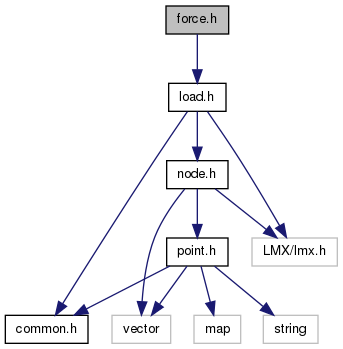 force.h
load.h
node.h
LMX/lmx.h
point.h
common.h
vector
map
string